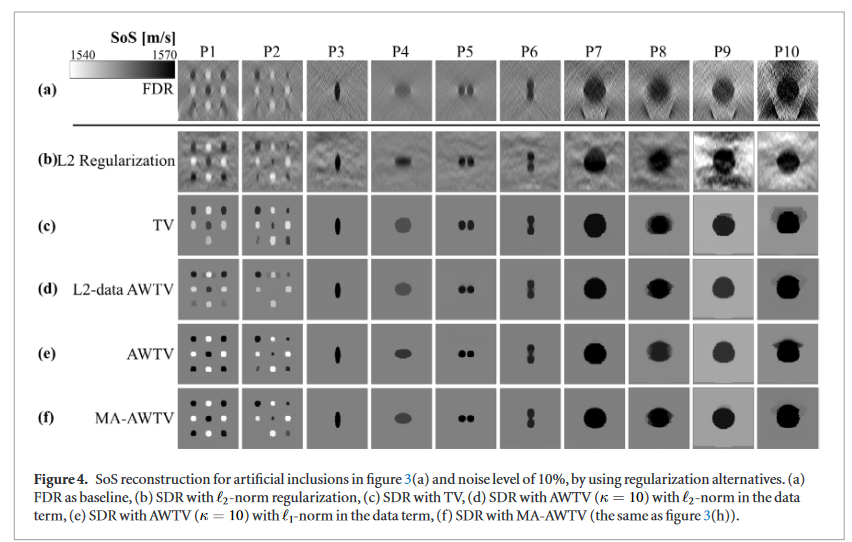 SoS [m/s]
1540 1570 P1 P2 P3 P4 P5 P6 P7 P8 P9 P10
(a) FDR
(b)L2 Regularization
(c) TV
(d) L2-data AWTV
(e) AWTV
(f) MA-AWTV
Figure 4. SoS reconstruction for artificial inclusions in figure 3(a) and noise level of 10%, by using regularization alternatives. (a)
FDR as baseline, (b) SDR with ℓ₂-norm regularization, (c) SDR with TV, (d) SDR with AWTV (κ = 10) with ℓ₂-norm in the data
term, (e) SDR with AWTV (κ = 10) with ℓ₁-norm in the data term, (f) SDR with MA-AWTV (the same as figure 3(h)).